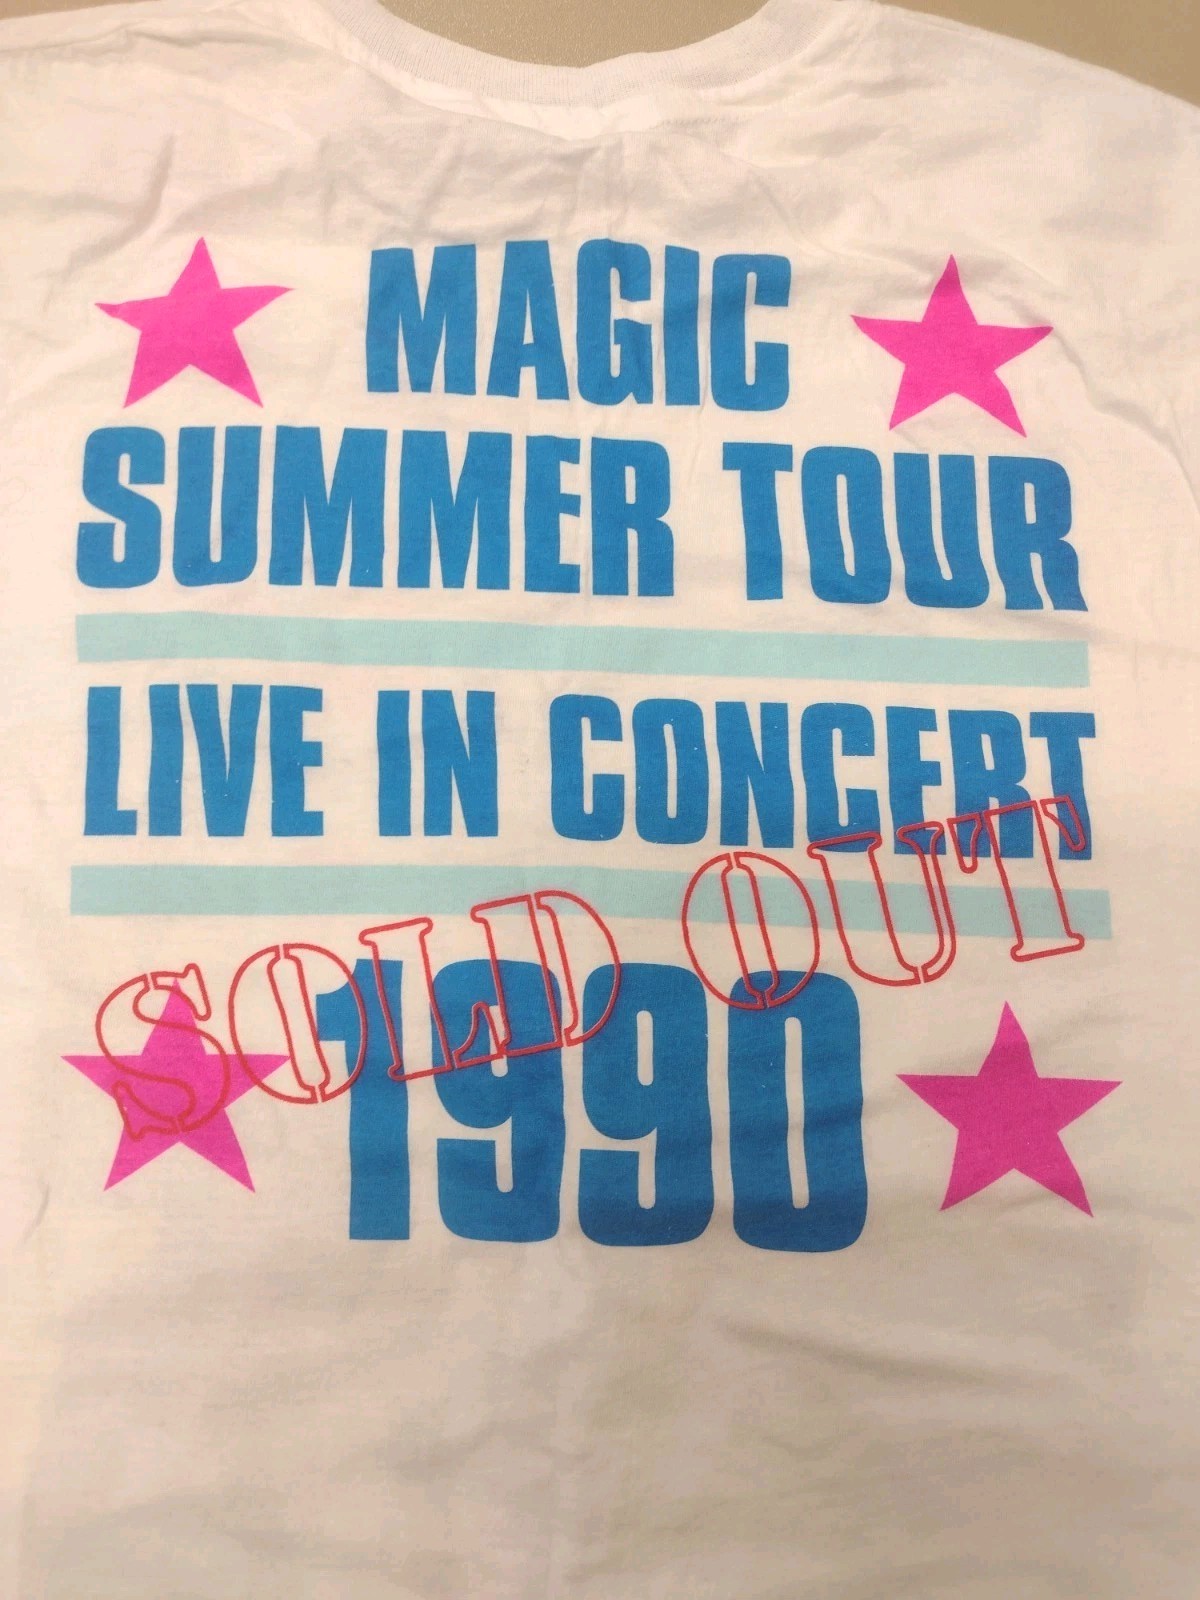 MAGIC
SUMMER TOUR
LIVE IN CONCERT
SOLD OUT
1990